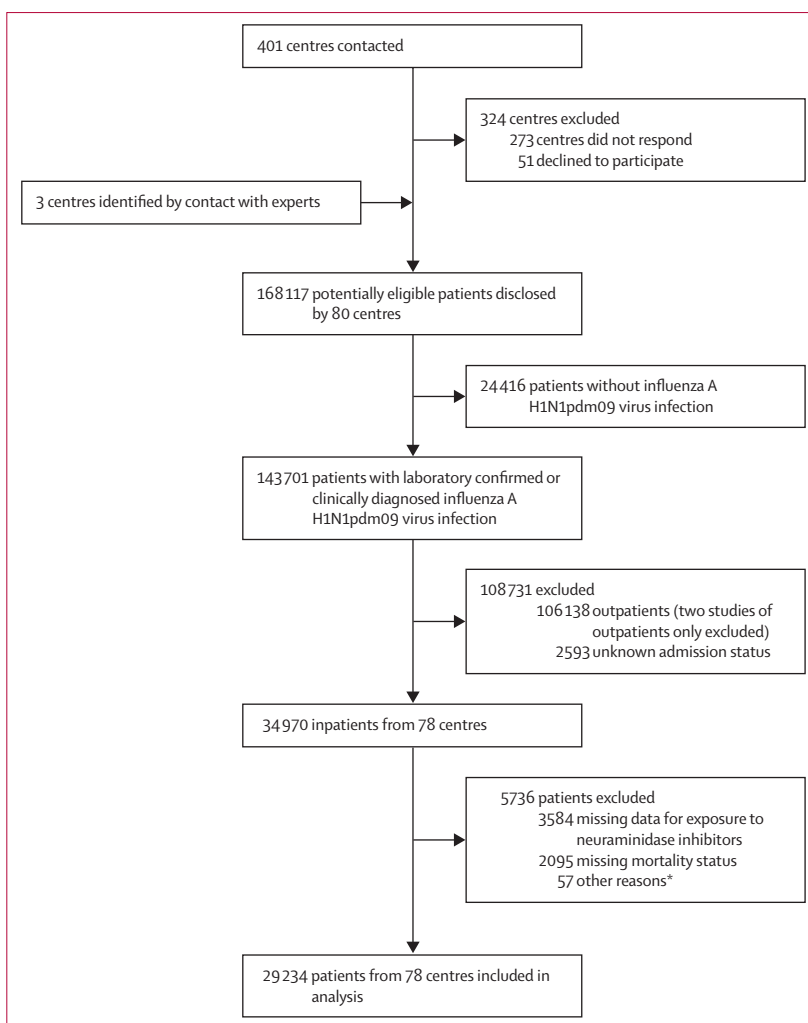 401 centres contacted
324 centres excluded
273 centres did not respond
51 declined to participate
3 centres identified by contact with experts
168 117 potentially eligible patients disclosed
by 80 centres
24 416 patients without influenza A
H1N1pdm09 virus infection
143 701 patients with laboratory confirmed or
clinically diagnosed influenza A
H1N1pdm09 virus infection
108 731 excluded
106 138 outpatients (two studies of
outpatients only excluded)
2593 unknown admission status
34 970 inpatients from 78 centres
5736 patients excluded
3584 missing data for exposure to
neuraminidase inhibitors
2095 missing mortality status
57 other reasons*
29 234 patients from 78 centres included in
analysis